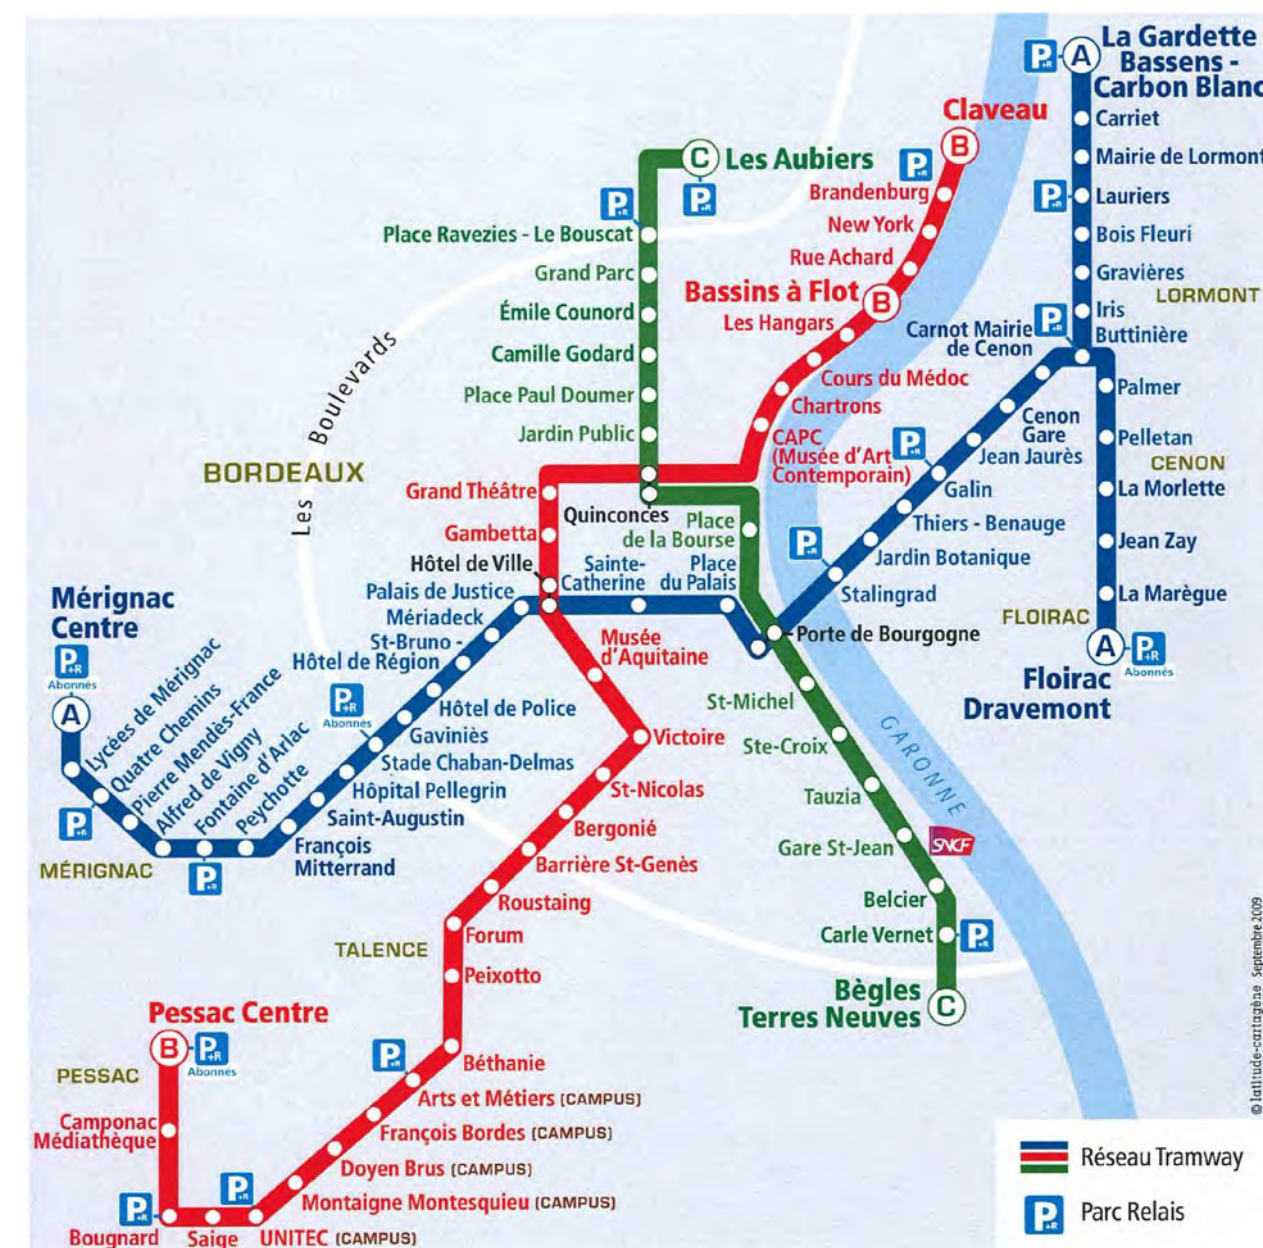 La Gardette
Bassens -
Carbon Blanc
A
P+R
Carriet
Mairie de Lormont
P+R
Lauriers
Bois Fleuri
Gravières
LORMONT
Iris
P+R
Buttinière
Claveau
B
P+R
Brandenburg
New York
Rue Achard
Bassins à Flot
B
Les Hangars
Cours du Médoc
Chartrons
CAPC
(Musée d'Art
Contemporain)
C
Les Aubiers
P+R
P+R
Place Ravezies - Le Bouscat
Grand Parc
Émile Counord
Camille Godard
Place Paul Doumer
Jardin Public
Les Boulevards
BORDEAUX
Grand Théâtre
Gambetta
Quinconces
Place
de la Bourse
Hôtel de Ville
Sainte-
Catherine
Place
du Palais
Palais de Justice
Mériadeck
St-Bruno -
Hôtel de Région
Carnot Mairie
de Cenon
Cenon
Gare
Jean Jaurès
P+R
Galin
Thiers - Benauge
Jardin Botanique
P+R
Stalingrad
Porte de Bourgogne
Palmer
Pelletan
CENON
La Morlette
Jean Zay
La Marègue
FLOIRAC
A
P+R
Abonnés
Floirac
Dravemont
Mérignac
Centre
P+R
Abonnés
A
Lycées de Mérignac
Quatre Chemins
Pierre Mendès-France
Alfred de Vigny
Fontaine d'Arlac
Peychotte
P+R
MÉRIGNAC
P+R
François
Mitterrand
P+R
Abonnés
Hôtel de Police
Gaviniès
Stade Chaban-Delmas
Hôpital Pellegrin
Saint-Augustin
Musée
d'Aquitaine
Victoire
St-Nicolas
Bergonié
Barrière St-Genès
Roustaing
Forum
TALENCE
Peixotto
Béthanie
P+R
Arts et Métiers (CAMPUS)
François Bordes (CAMPUS)
Doyen Brus (CAMPUS)
Montaigne Montesquieu (CAMPUS)
P+R
UNITEC (CAMPUS)
Saige
P+R
Bougnard
Camponac
Médiathèque
PESSAC
Pessac Centre
B
P+R
Abonnés
St-Michel
Ste-Croix
Tauzia
Gare St-Jean
SNCF
Belcier
Carle Vernet
P+R
Bègles
Terres Neuves
C
GARONNE
© latitude-cartagène Septembre 2009
Réseau Tramway
P+R
Parc Relais